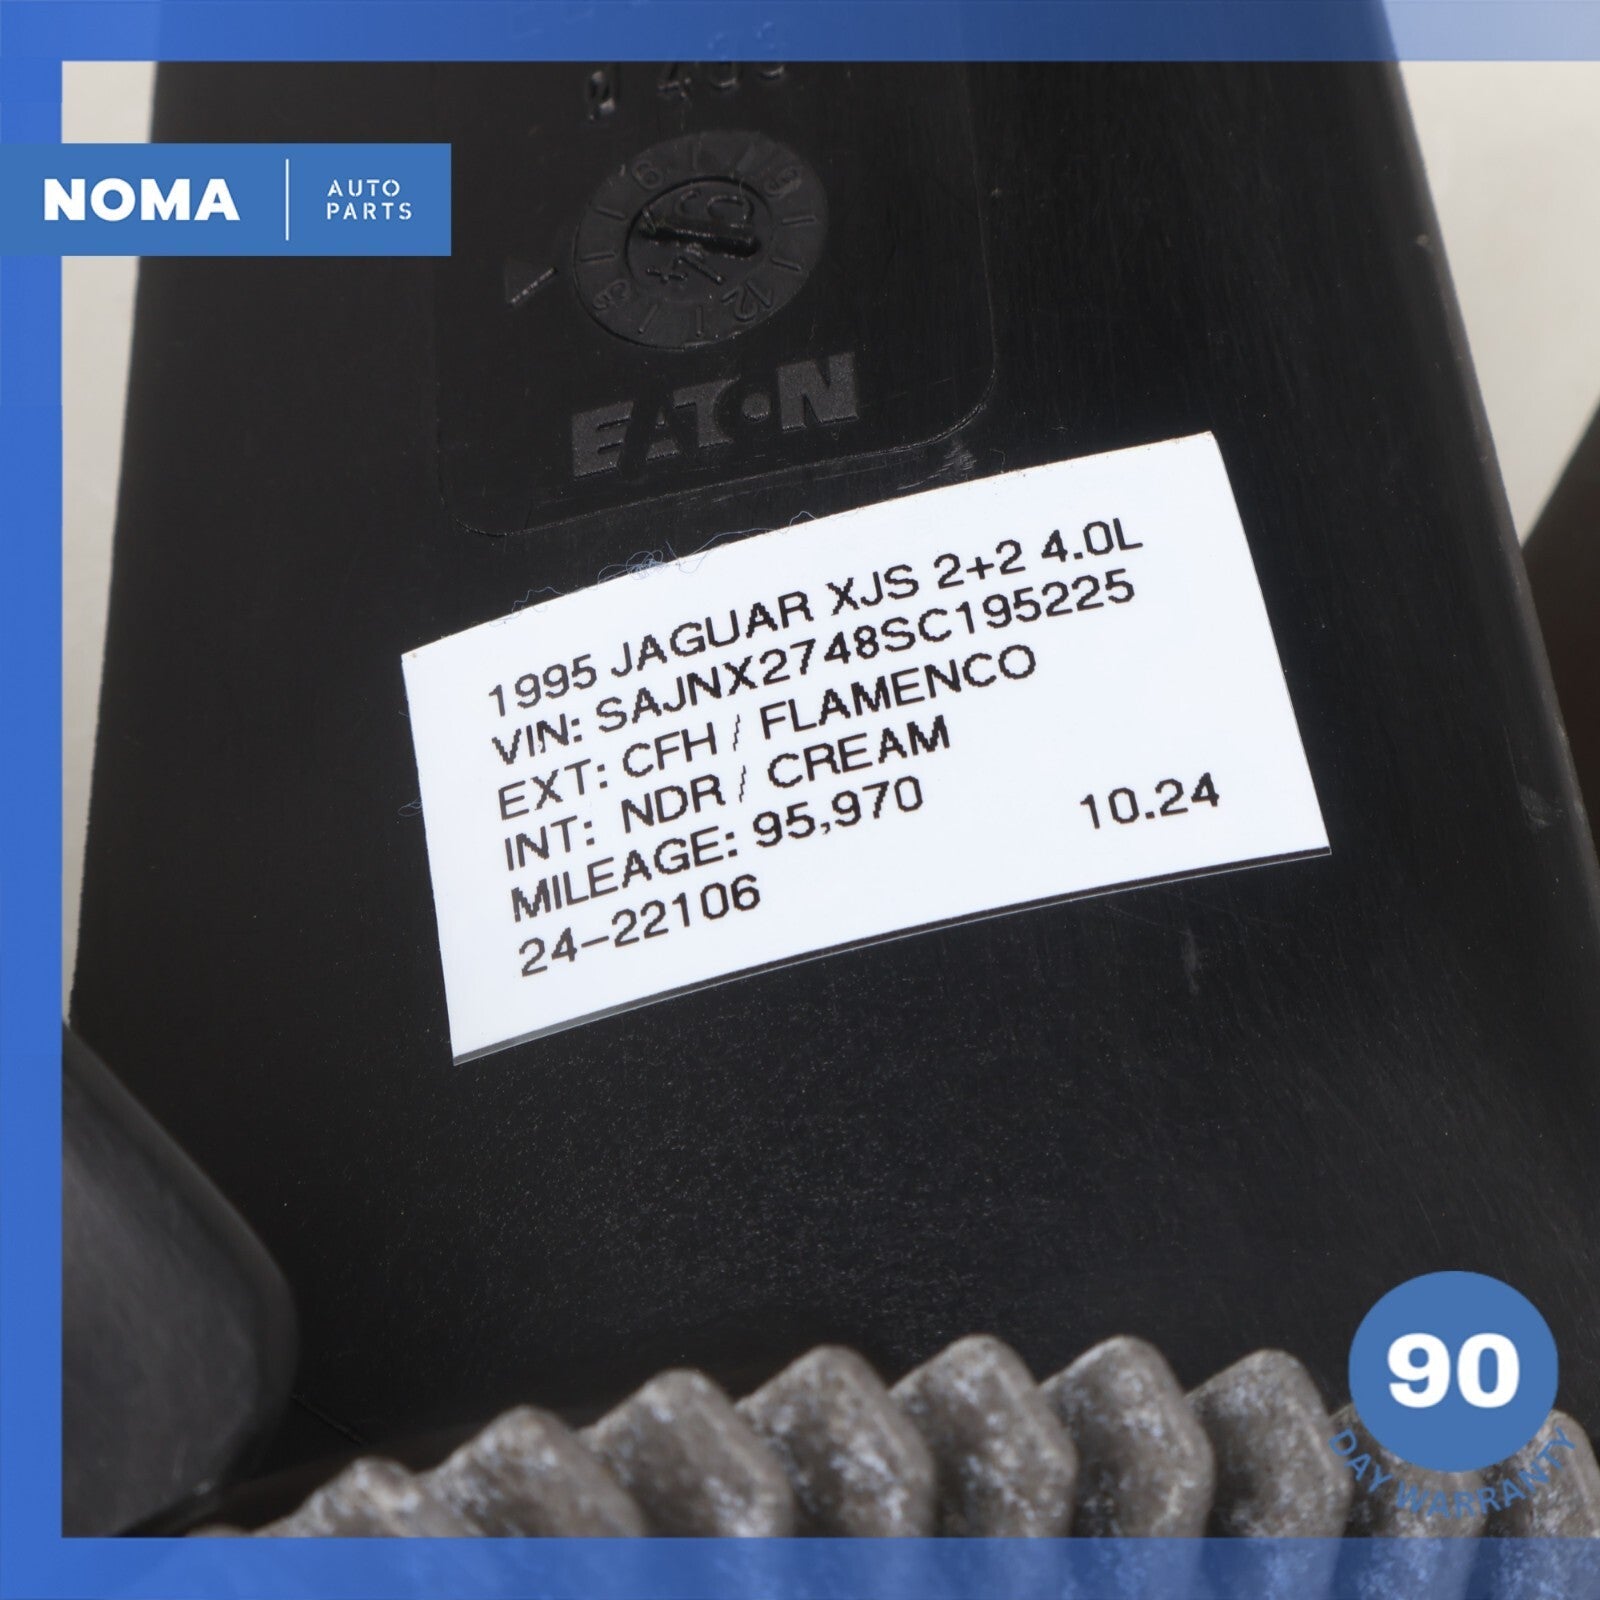 NOMA
AUTO
PARTS
EATON
1995 JAGUAR XJS 2+2 4.0L
VIN: SAJNX2748SC195225
EXT: CFH / FLAMENCO
INT: NDR / CREAM
MILEAGE: 95,970
10.24
24-22106
90
DAY WARRANTY